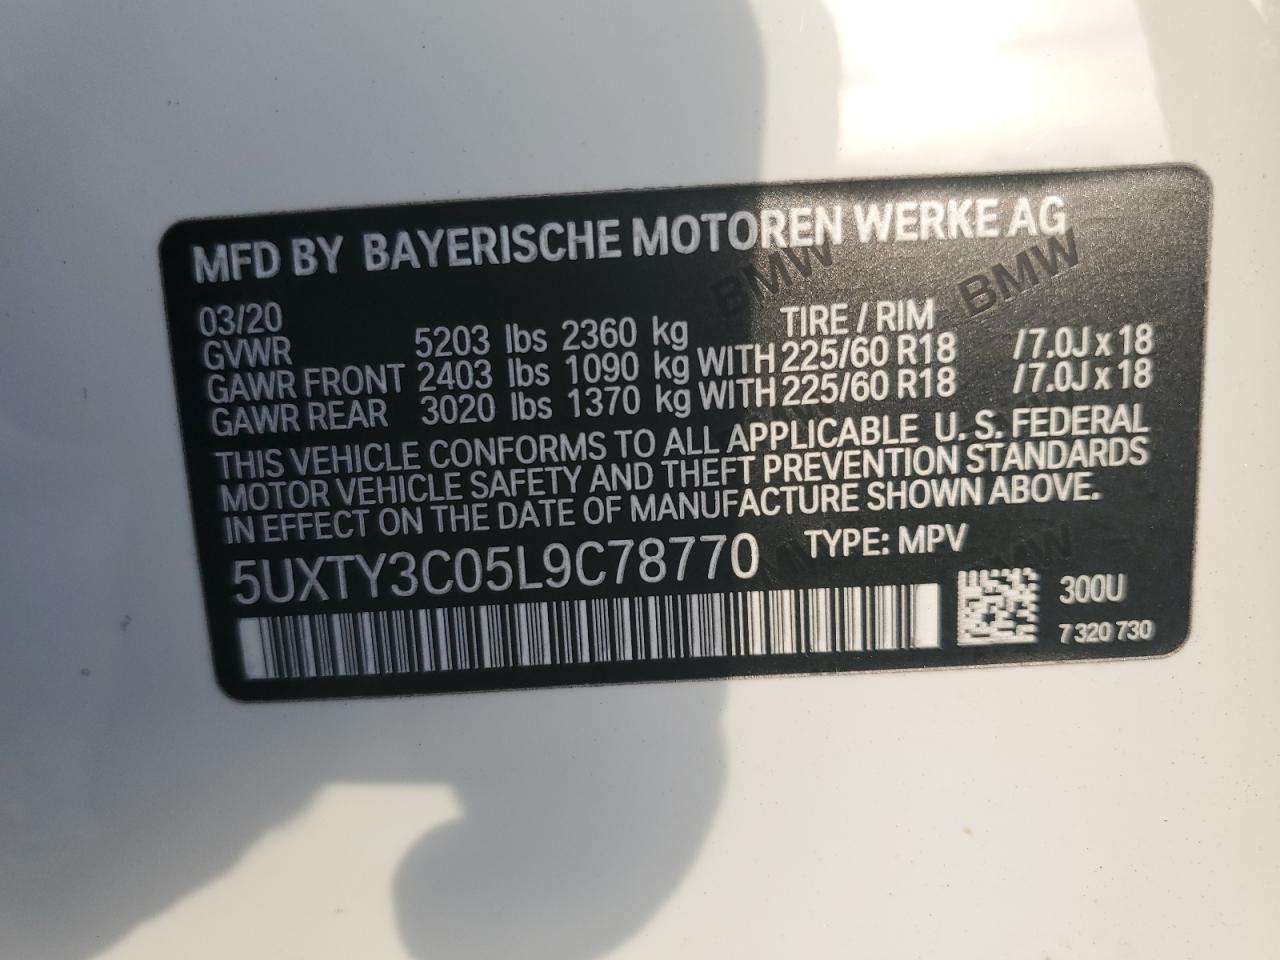 MFD BY BAYERISCHE MOTOREN WERKE AG
03/20 TIRE / RIM
GVWR 5203 lbs 2360 kg
GAWR FRONT 2403 lbs 1090 kg WITH 225/60 R18 /7.0J x 18
GAWR REAR 3020 lbs 1370 kg WITH 225/60 R18 /7.0J x 18
THIS VEHICLE CONFORMS TO ALL APPLICABLE U. S. FEDERAL
MOTOR VEHICLE SAFETY AND THEFT PREVENTION STANDARDS
IN EFFECT ON THE DATE OF MANUFACTURE SHOWN ABOVE.
5UXTY3C05L9C78770 TYPE: MPV
300U
7 320 730
BMW
BMW